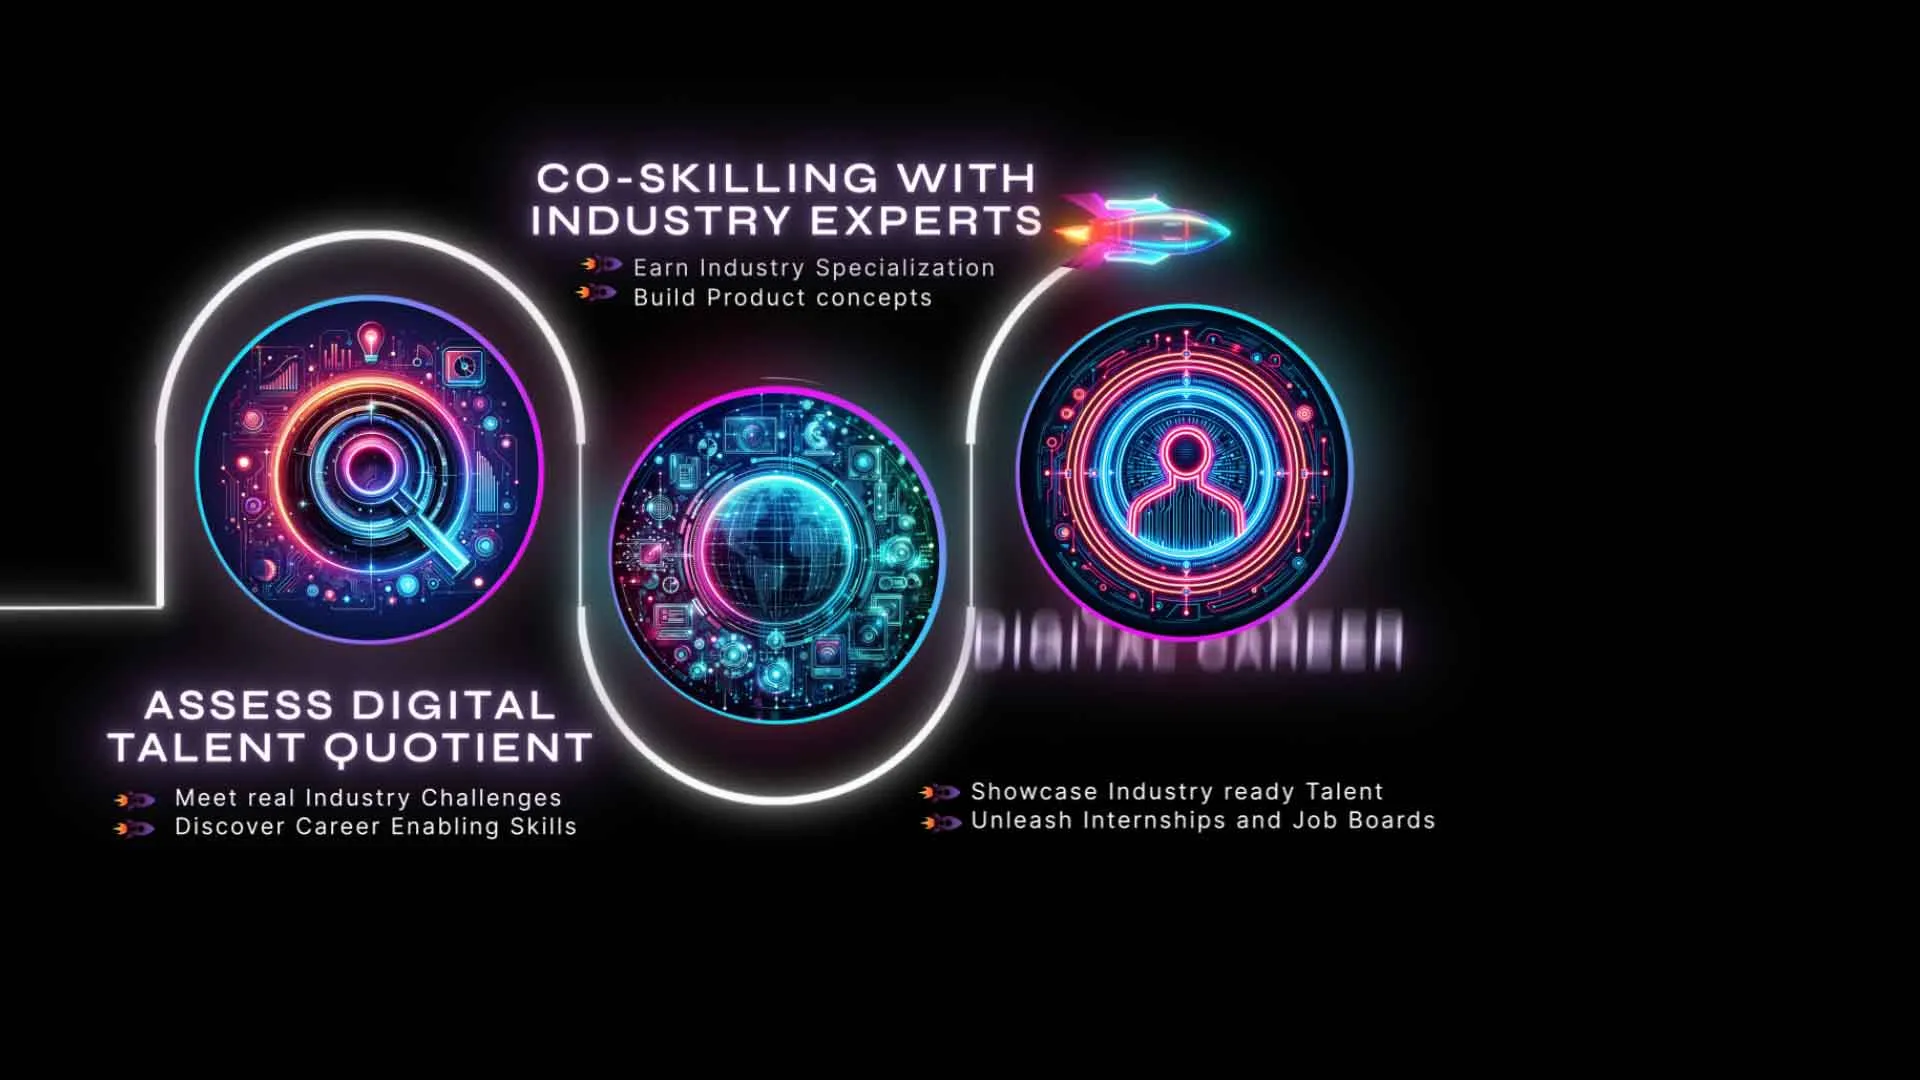 CO-SKILLING WITH
INDUSTRY EXPERTS
Earn Industry Specialization
Build Product concepts
ASSESS DIGITAL
TALENT QUOTIENT
Meet real Industry Challenges
Discover Career Enabling Skills
DIGITAL CAREER
Showcase Industry ready Talent
Unleash Internships and Job Boards